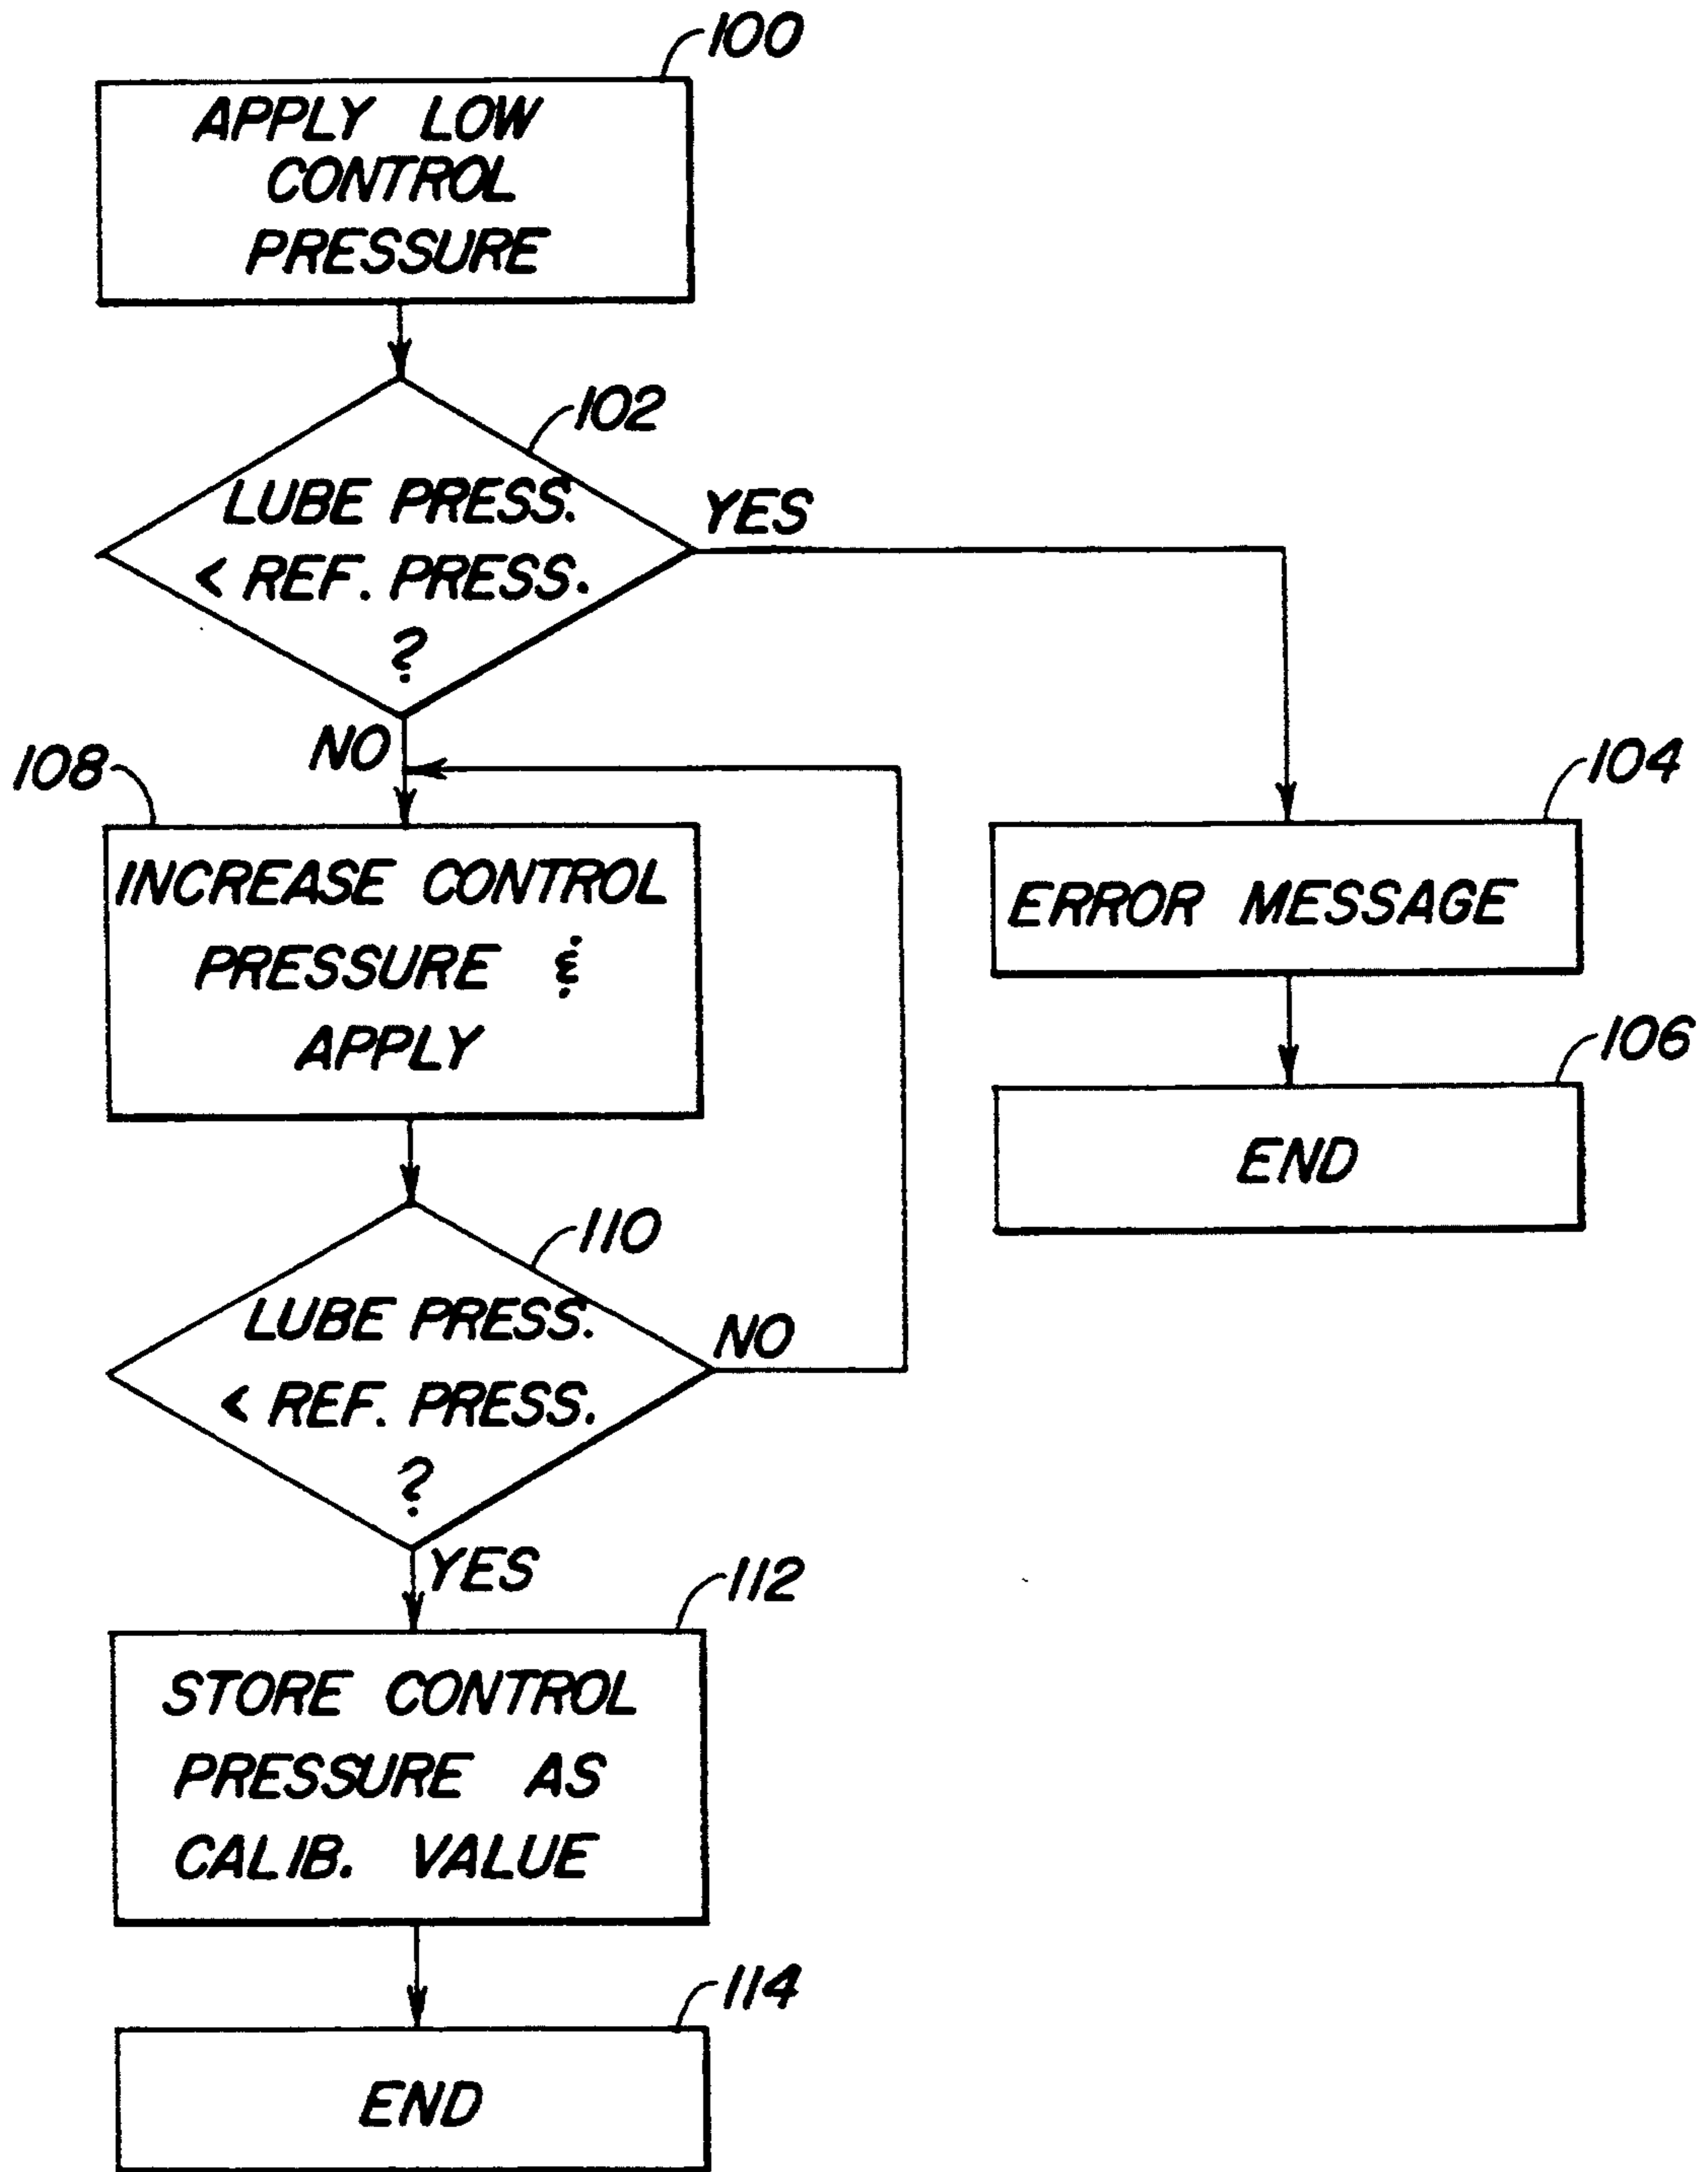 100
APPLY LOW
CONTROL
PRESSURE
102
LUBE PRESS.
< REF. PRESS.
?
YES
NO
104
ERROR MESSAGE
106
END
108
INCREASE CONTROL
PRESSURE &
APPLY
110
LUBE PRESS.
< REF. PRESS.
?
NO
YES
112
STORE CONTROL
PRESSURE AS
CALIB. VALUE
114
END